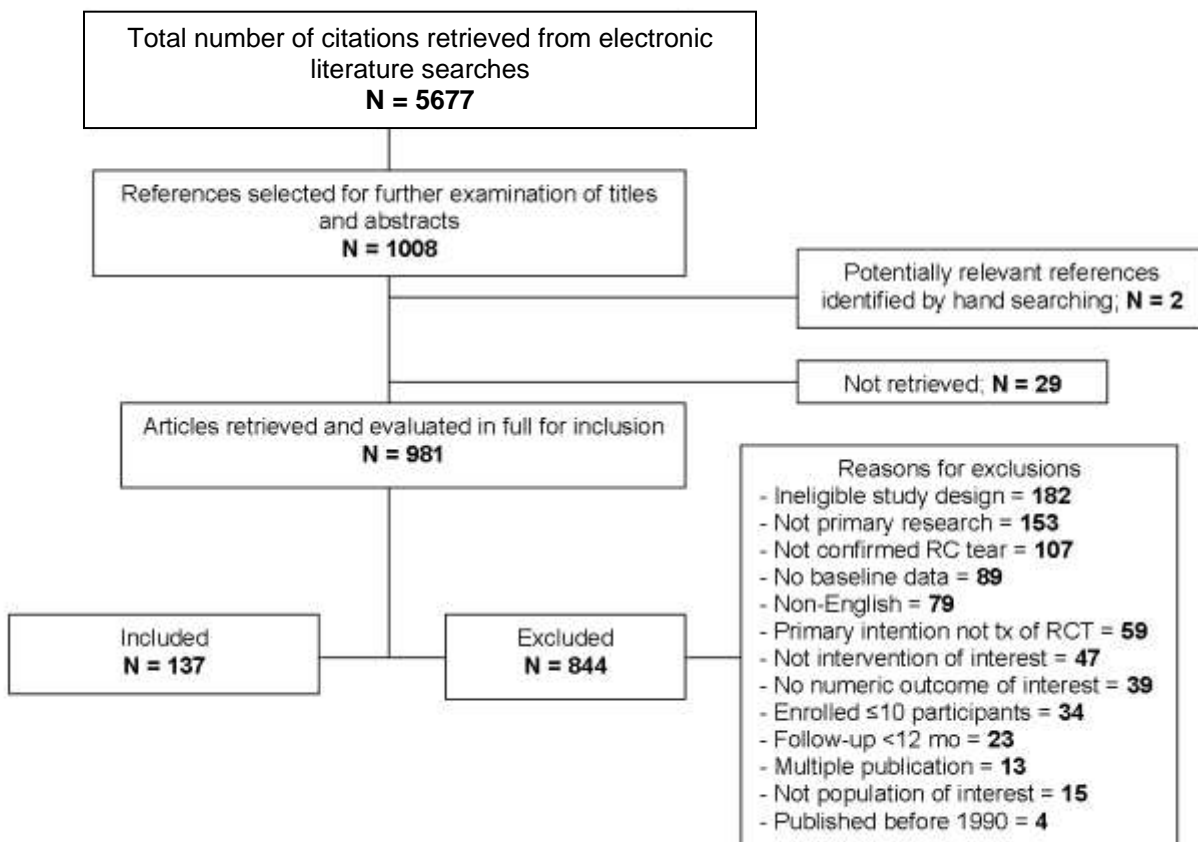 Total number of citations retrieved from electronic
literature searches
N = 5677
References selected for further examination of titles
and abstracts
N = 1008
Potentially relevant references
identified by hand searching; N = 2
Not retrieved; N = 29
Articles retrieved and evaluated in full for inclusion
N = 981
Reasons for exclusions
- Ineligible study design = 182
- Not primary research = 153
- Not confirmed RC tear = 107
- No baseline data = 89
- Non-English = 79
- Primary intention not tx of RCT = 59
- Not intervention of interest = 47
- No numeric outcome of interest = 39
- Enrolled ≤10 participants = 34
- Follow-up <12 mo = 23
- Multiple publication = 13
- Not population of interest = 15
- Published before 1990 = 4
Included
N = 137
Excluded
N = 844